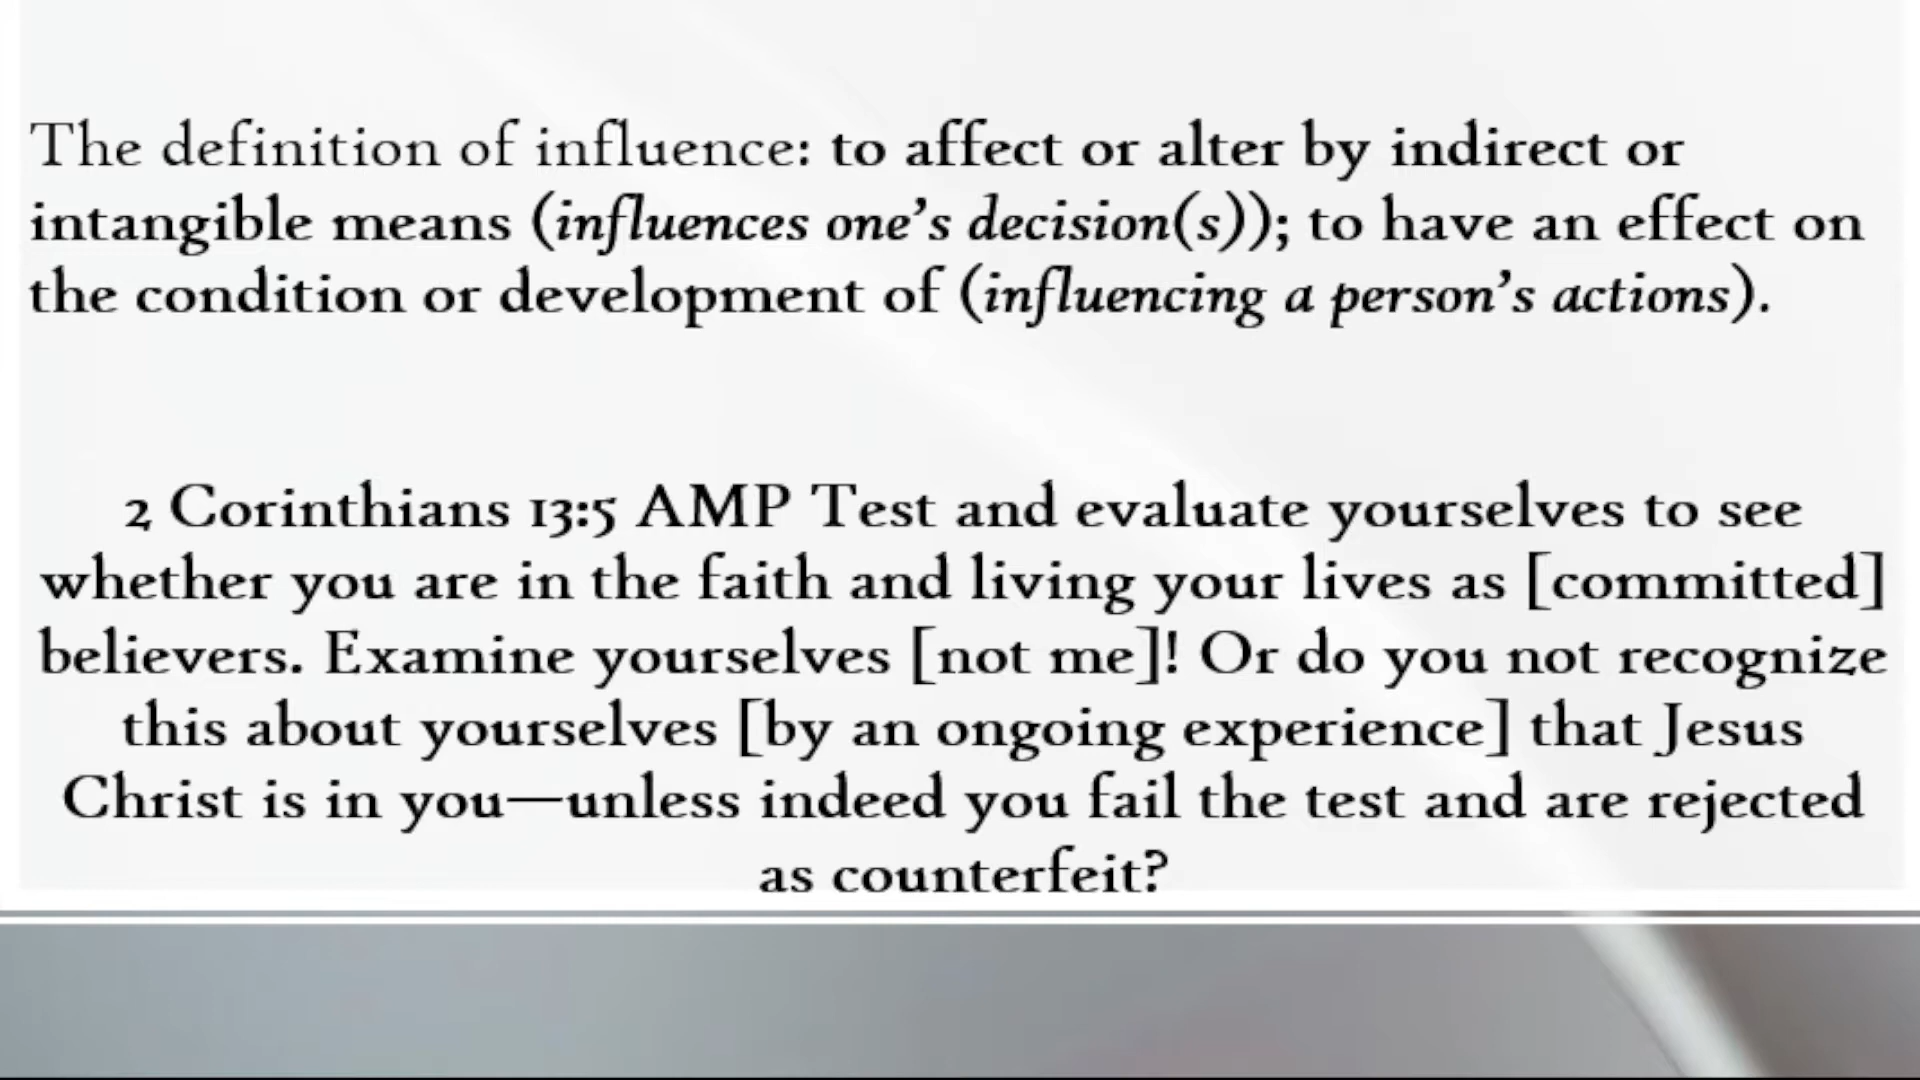 The definition of influence: to affect or alter by indirect or
intangible means (influences one’s decision(s)); to have an effect on
the condition or development of (influencing a person’s actions).
2 Corinthians 13:5 AMP Test and evaluate yourselves to see
whether you are in the faith and living your lives as [committed]
believers. Examine yourselves [not me]! Or do you not recognize
this about yourselves [by an ongoing experience] that Jesus
Christ is in you—unless indeed you fail the test and are rejected
as counterfeit?